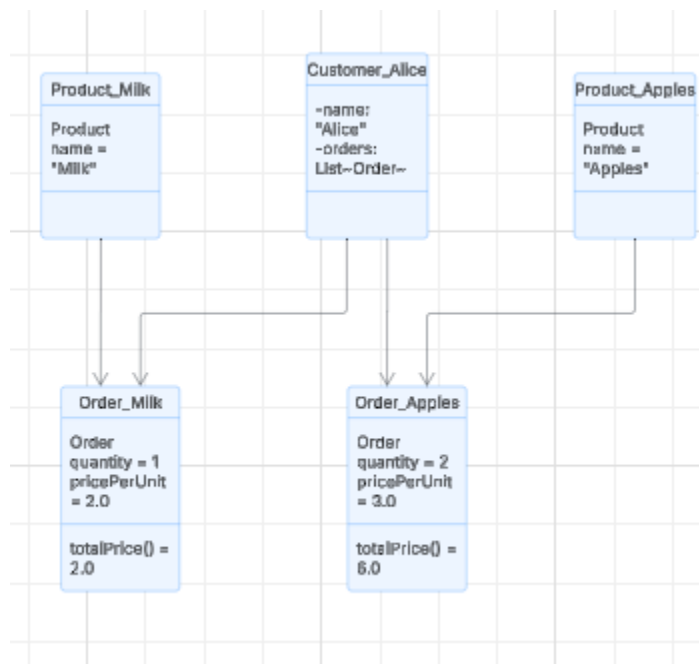 Product_Milk
Product
name =
"Milk"
Customer_Alice
-name:
"Alice"
-orders:
List~Order~
Product_Apples
Product
name =
"Apples"
Order_Milk
Order
quantity = 1
pricePerUnit
= 2.0
totalPrice() =
2.0
Order_Apples
Order
quantity = 2
pricePerUnit
= 3.0
totalPrice() =
6.0